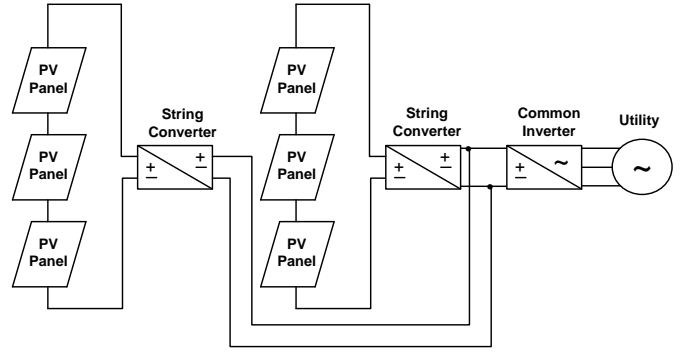 PV
Panel
PV
Panel
PV
Panel
String
Converter
+
−
+
−
PV
Panel
PV
Panel
PV
Panel
String
Converter
+
−
+
−
Common
Inverter
+
−
~
Utility
~